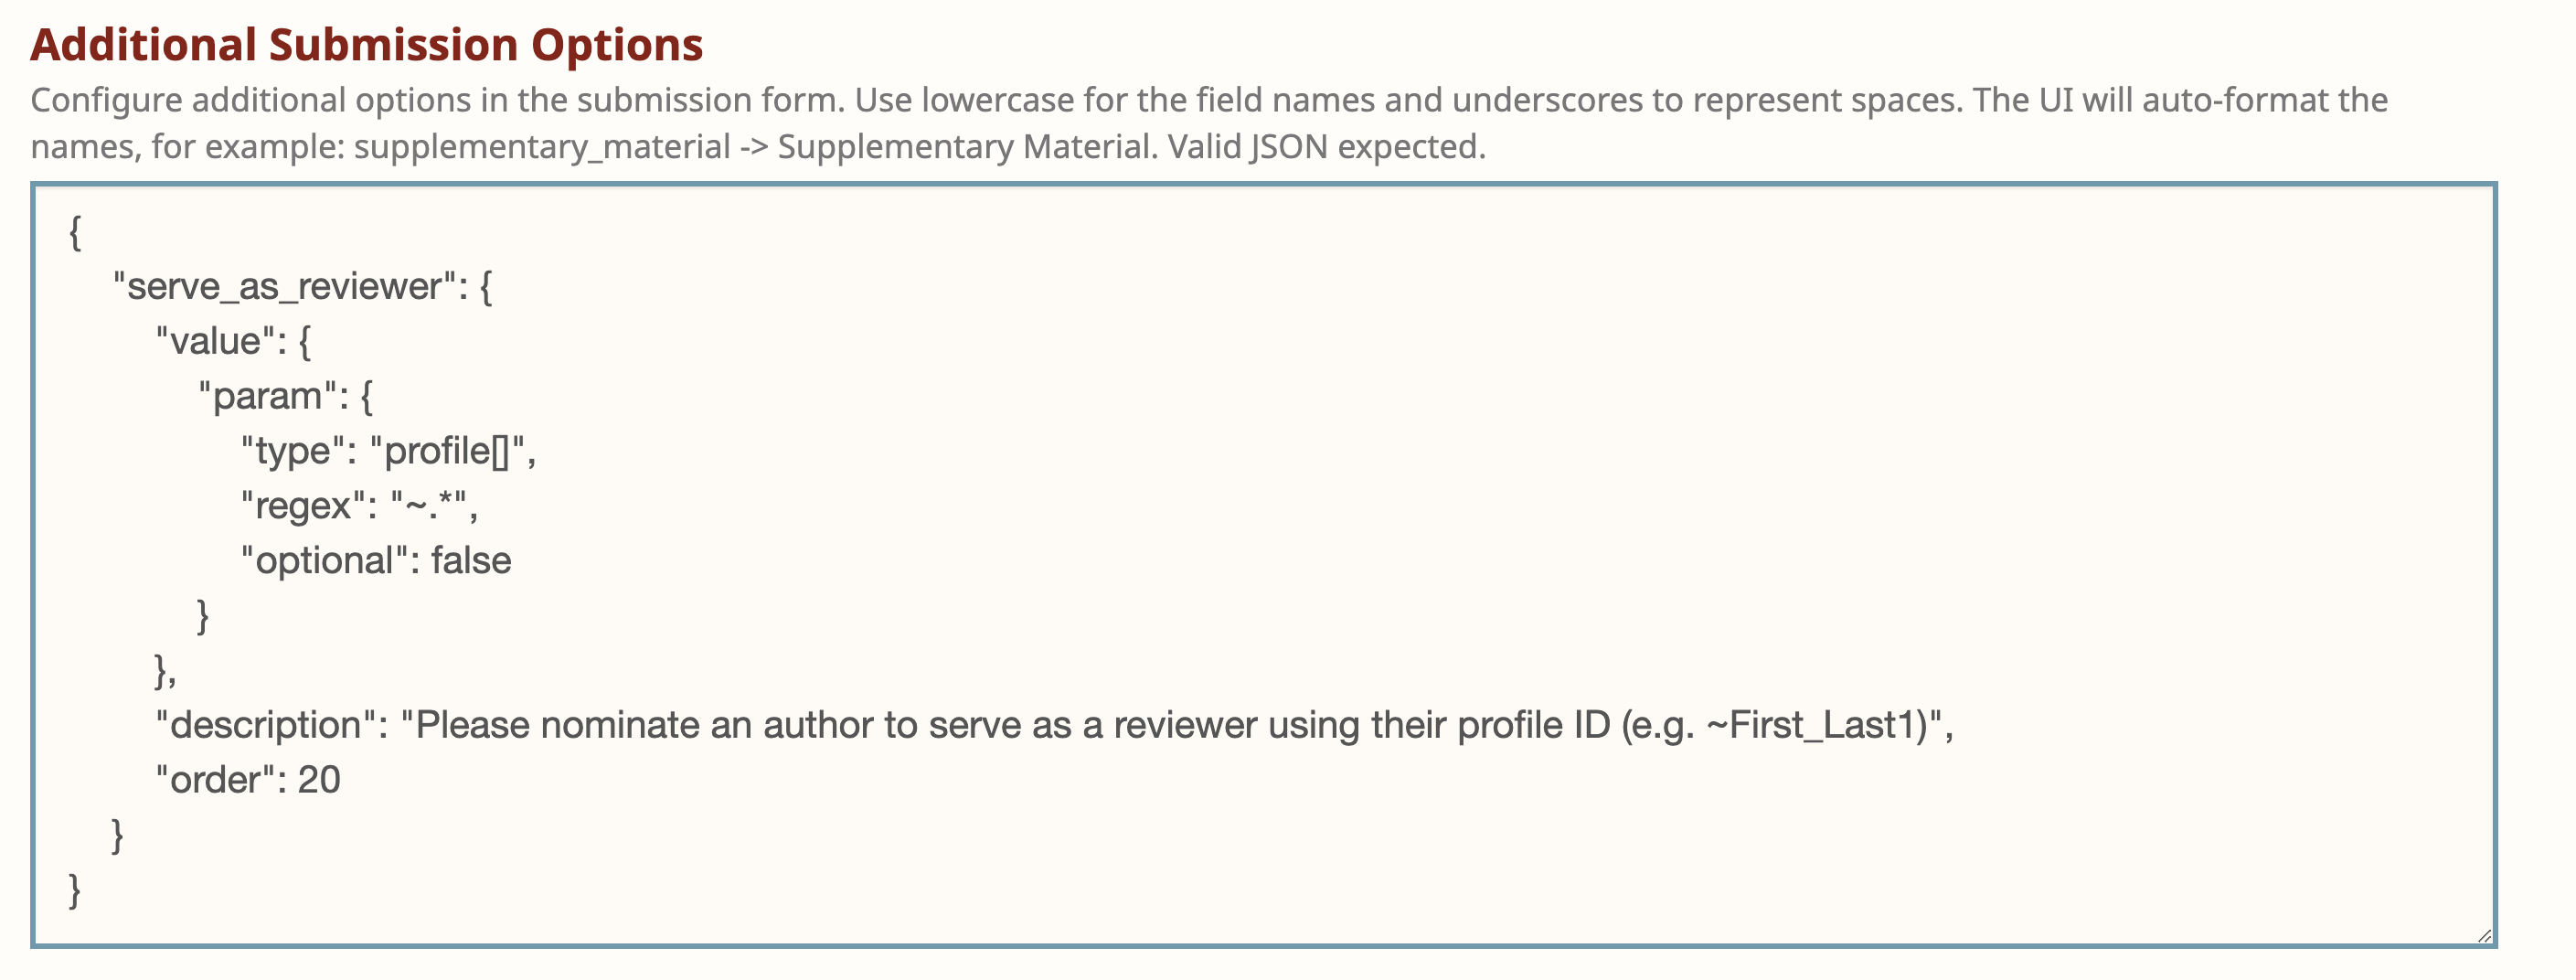 Additional Submission Options
Configure additional options in the submission form. Use lowercase for the field names and underscores to represent spaces. The UI will auto-format the
names, for example: supplementary_material -> Supplementary Material. Valid JSON expected.
{
"serve_as_reviewer": {
"value": {
"param": {
"type": "profile[]",
"regex": "~.*",
"optional": false
}
},
"description": "Please nominate an author to serve as a reviewer using their profile ID (e.g. ~First_Last1)",
"order": 20
}
}